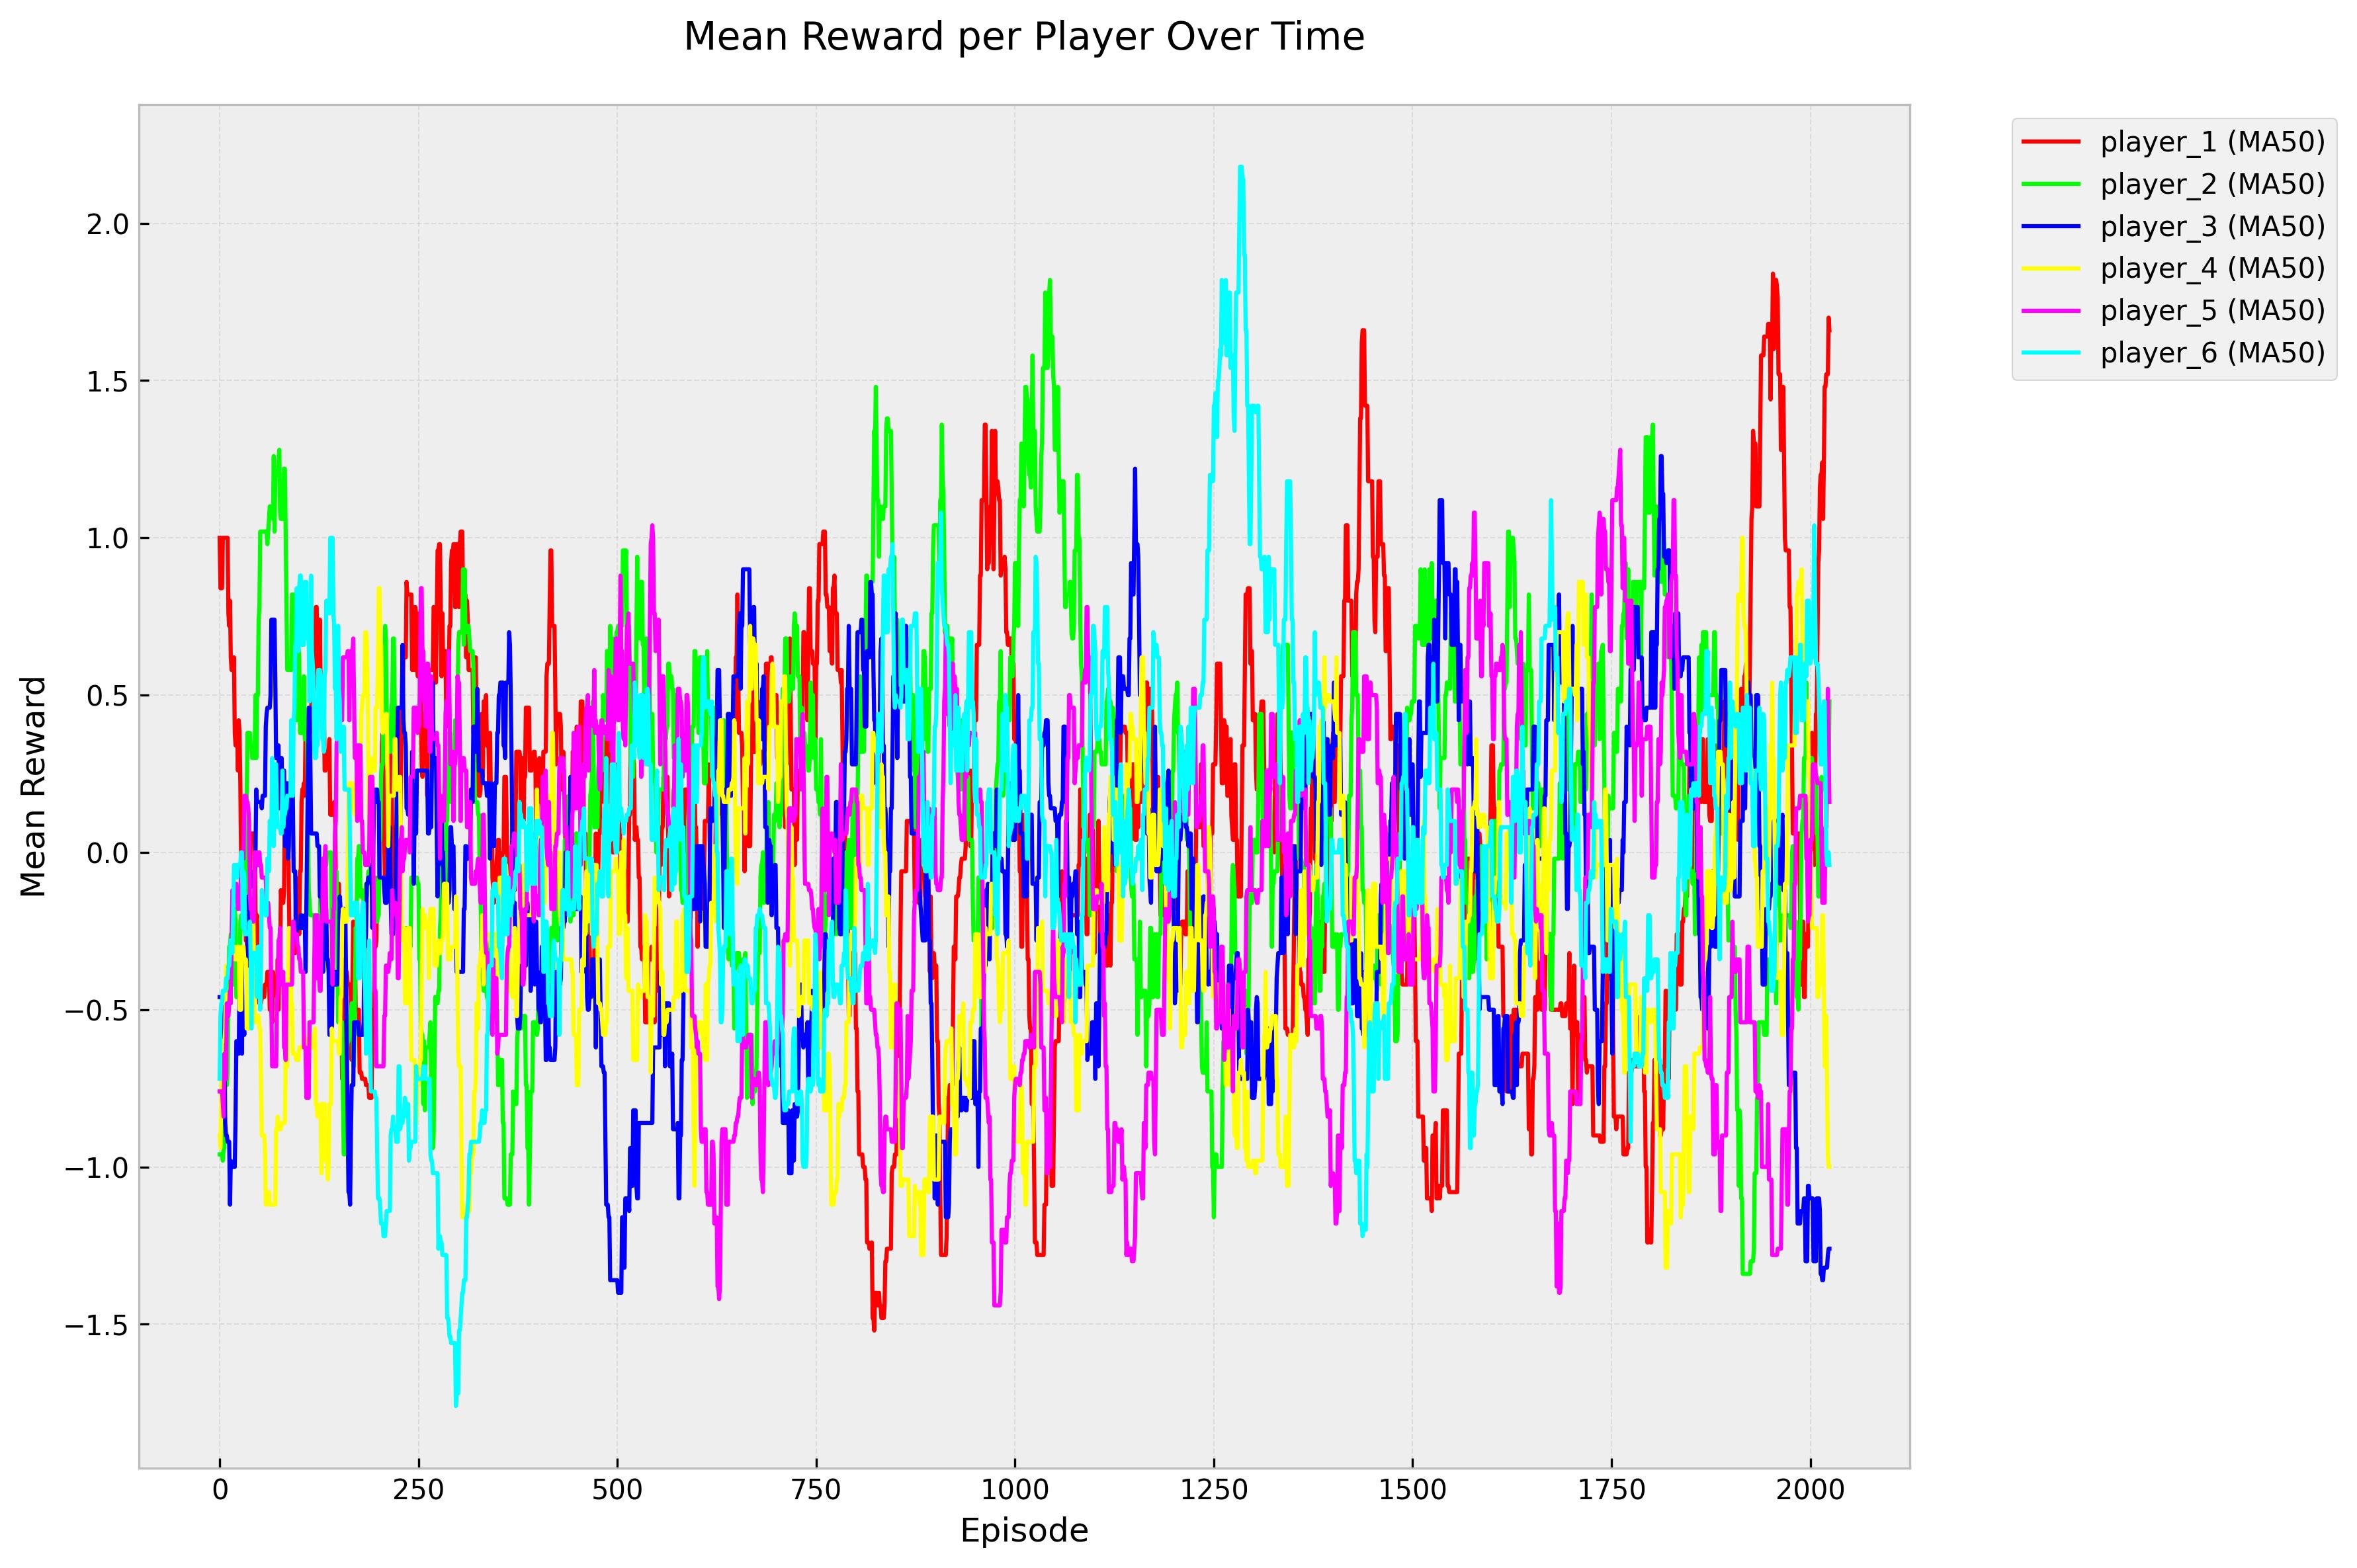 Mean Reward per Player Over Time
player_1 (MA50)
player_2 (MA50)
player_3 (MA50)
player_4 (MA50)
player_5 (MA50)
player_6 (MA50)
Mean Reward
2.0
1.5
1.0
0.5
0.0
−0.5
−1.0
−1.5
0 250 500 750 1000 1250 1500 1750 2000
Episode